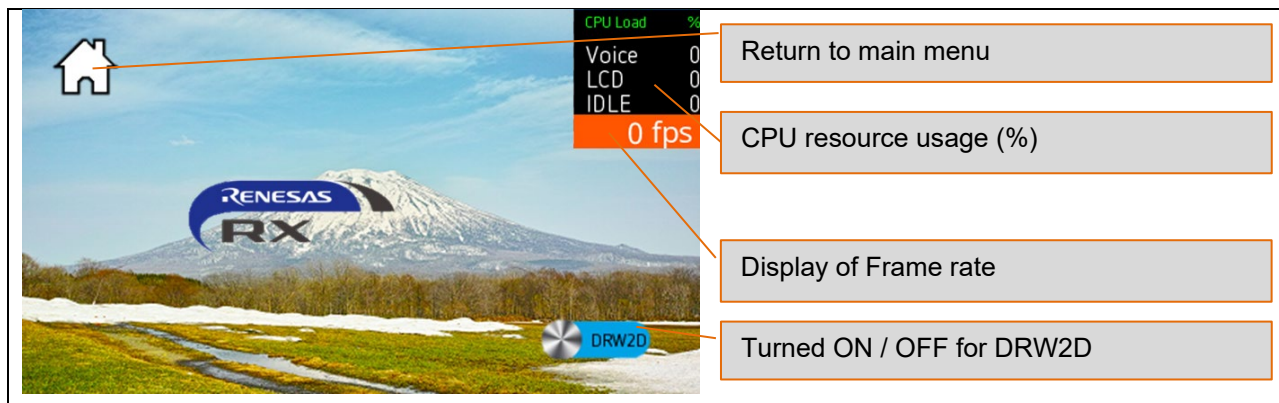 CPU Load %
Voice 0
LCD 0
IDLE 0
0 fps
RENESAS
RX
DRW2D
Return to main menu
CPU resource usage (%)
Display of Frame rate
Turned ON / OFF for DRW2D